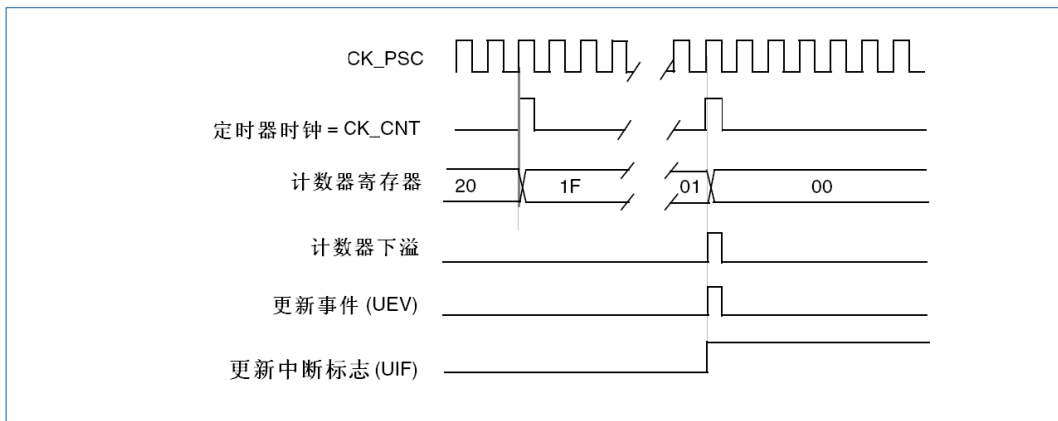 CK_PSC
定时器时钟 = CK_CNT
计数器寄存器 20 1F 01 00
计数器下溢
更新事件 (UEV)
更新中断标志 (UIF)